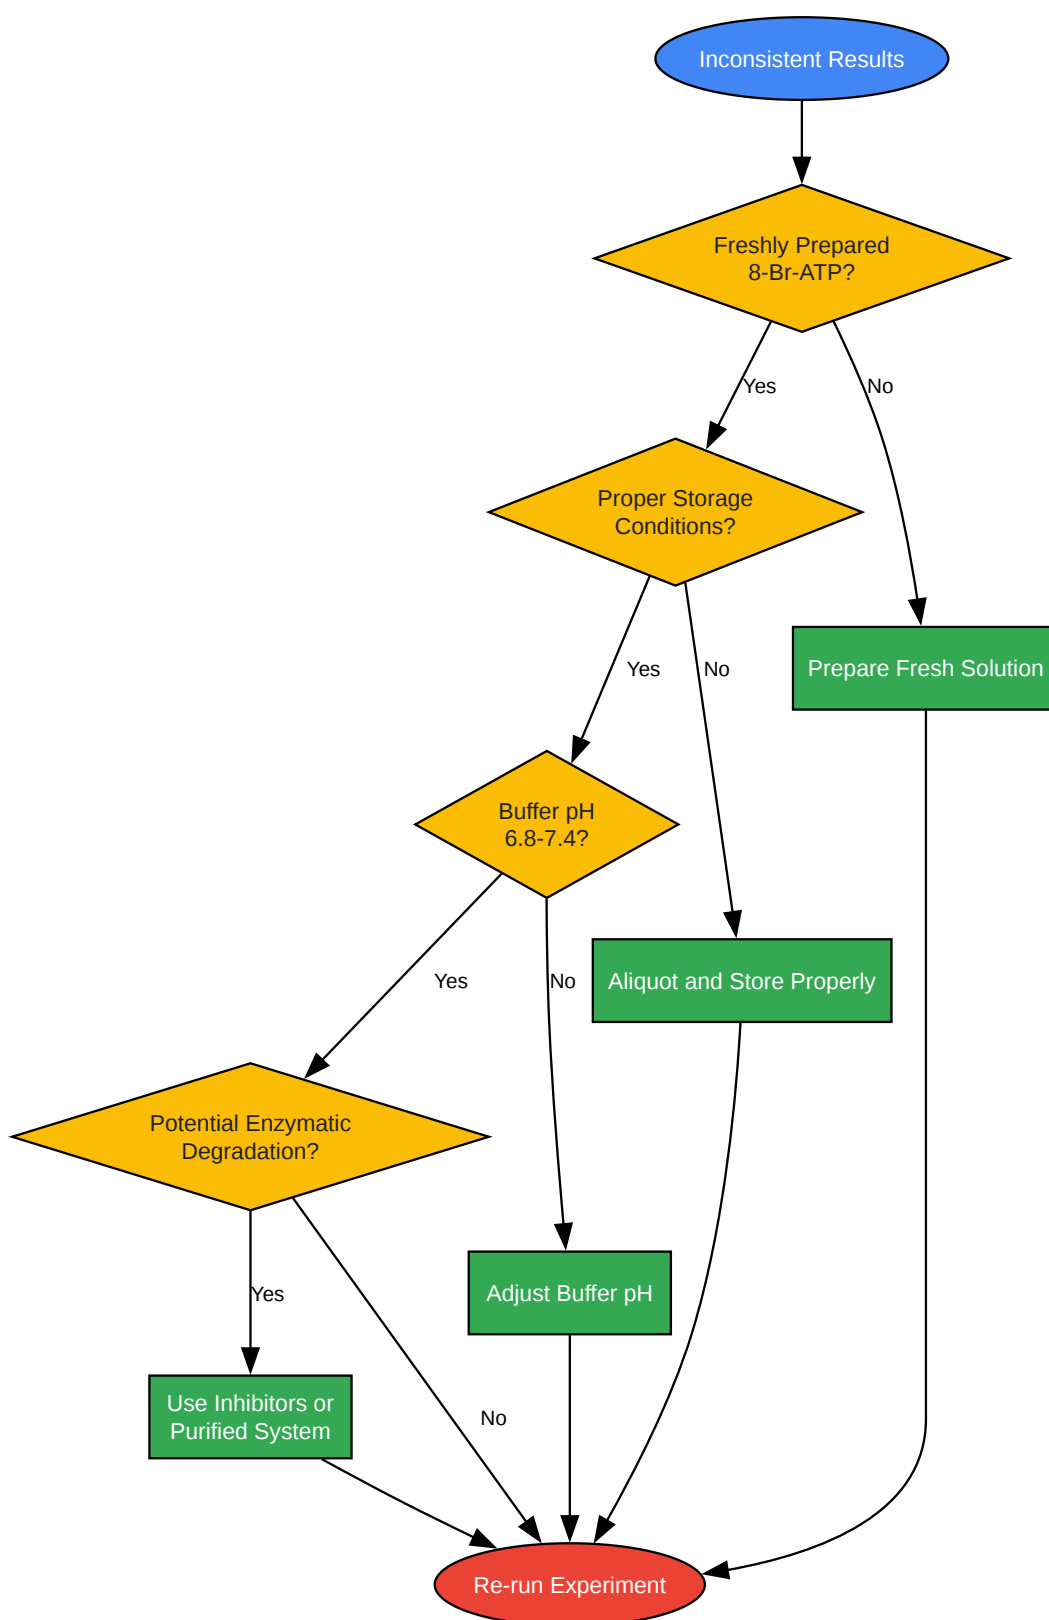 Inconsistent Results
Freshly Prepared
8-Br-ATP?
Yes
No
Proper Storage
Conditions?
Yes
No
Prepare Fresh Solution
Buffer pH
6.8-7.4?
Yes
No
Aliquot and Store Properly
Potential Enzymatic
Degradation?
Yes
No
Adjust Buffer pH
Use Inhibitors or
Purified System
Re-run Experiment